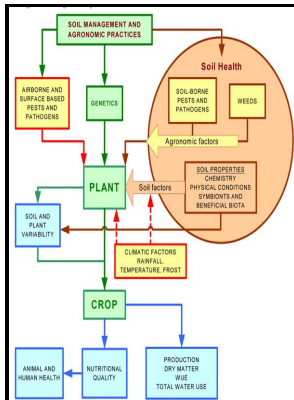 SOIL MANAGEMENT AND
AGRONOMIC PRACTICES
Soil Health
AIRBORNE AND
SURFACE BASED
PESTS AND
PATHOGENS
GENETICS
SOIL-BORNE
PESTS AND
PATHOGENS
WEEDS
Agronomic factors
PLANT
Soil factors
SOIL PROPERTIES
CHEMISTRY
PHYSICAL CONDITIONS
SYMBIONTS AND
BENEFICIAL BIOTA
SOIL AND
PLANT
VARIABILITY
CLIMATIC FACTORS
RAINFALL,
TEMPERATURE, FROST
CROP
ANIMAL AND
HUMAN HEALTH
NUTRITIONAL
QUALITY
PRODUCTION
DRY MATTER
WUE
TOTAL WATER USE